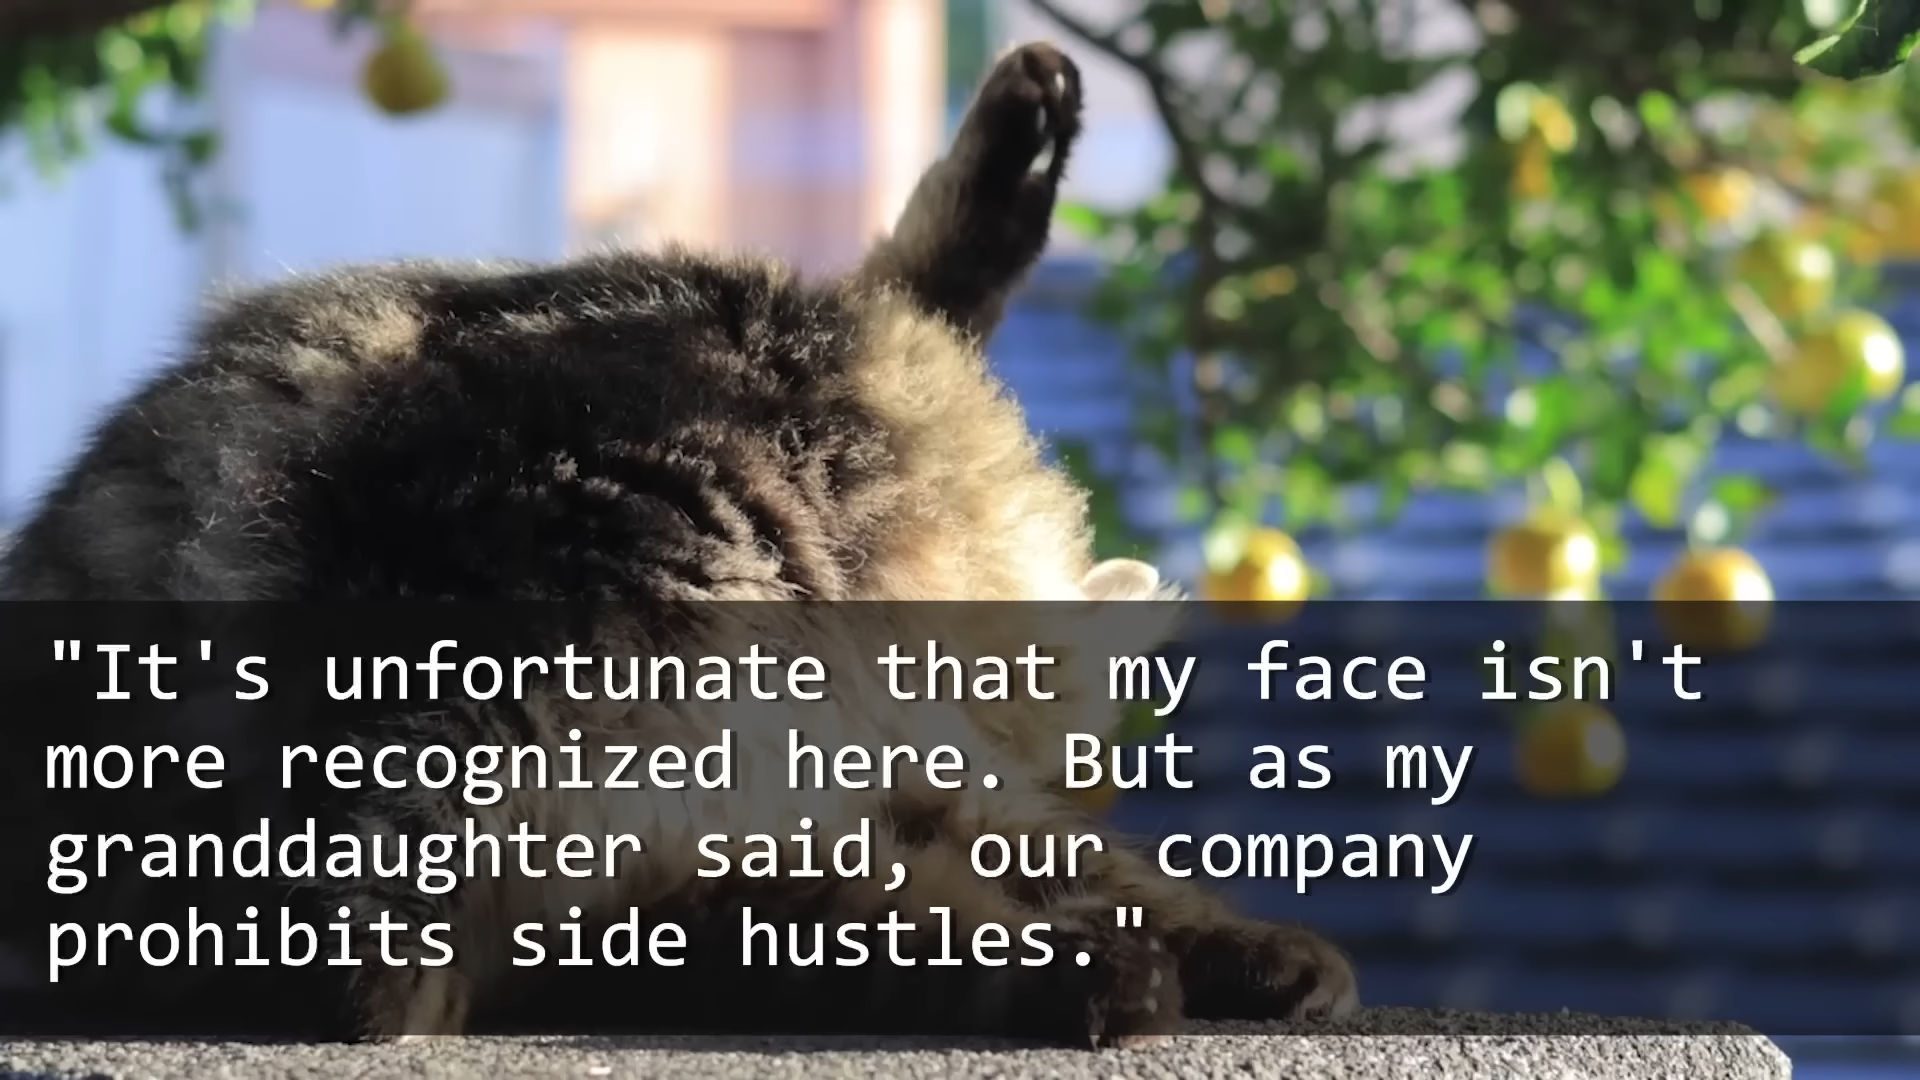 "It's unfortunate that my face isn't
more recognized here. But as my
granddaughter said, our company
prohibits side hustles."